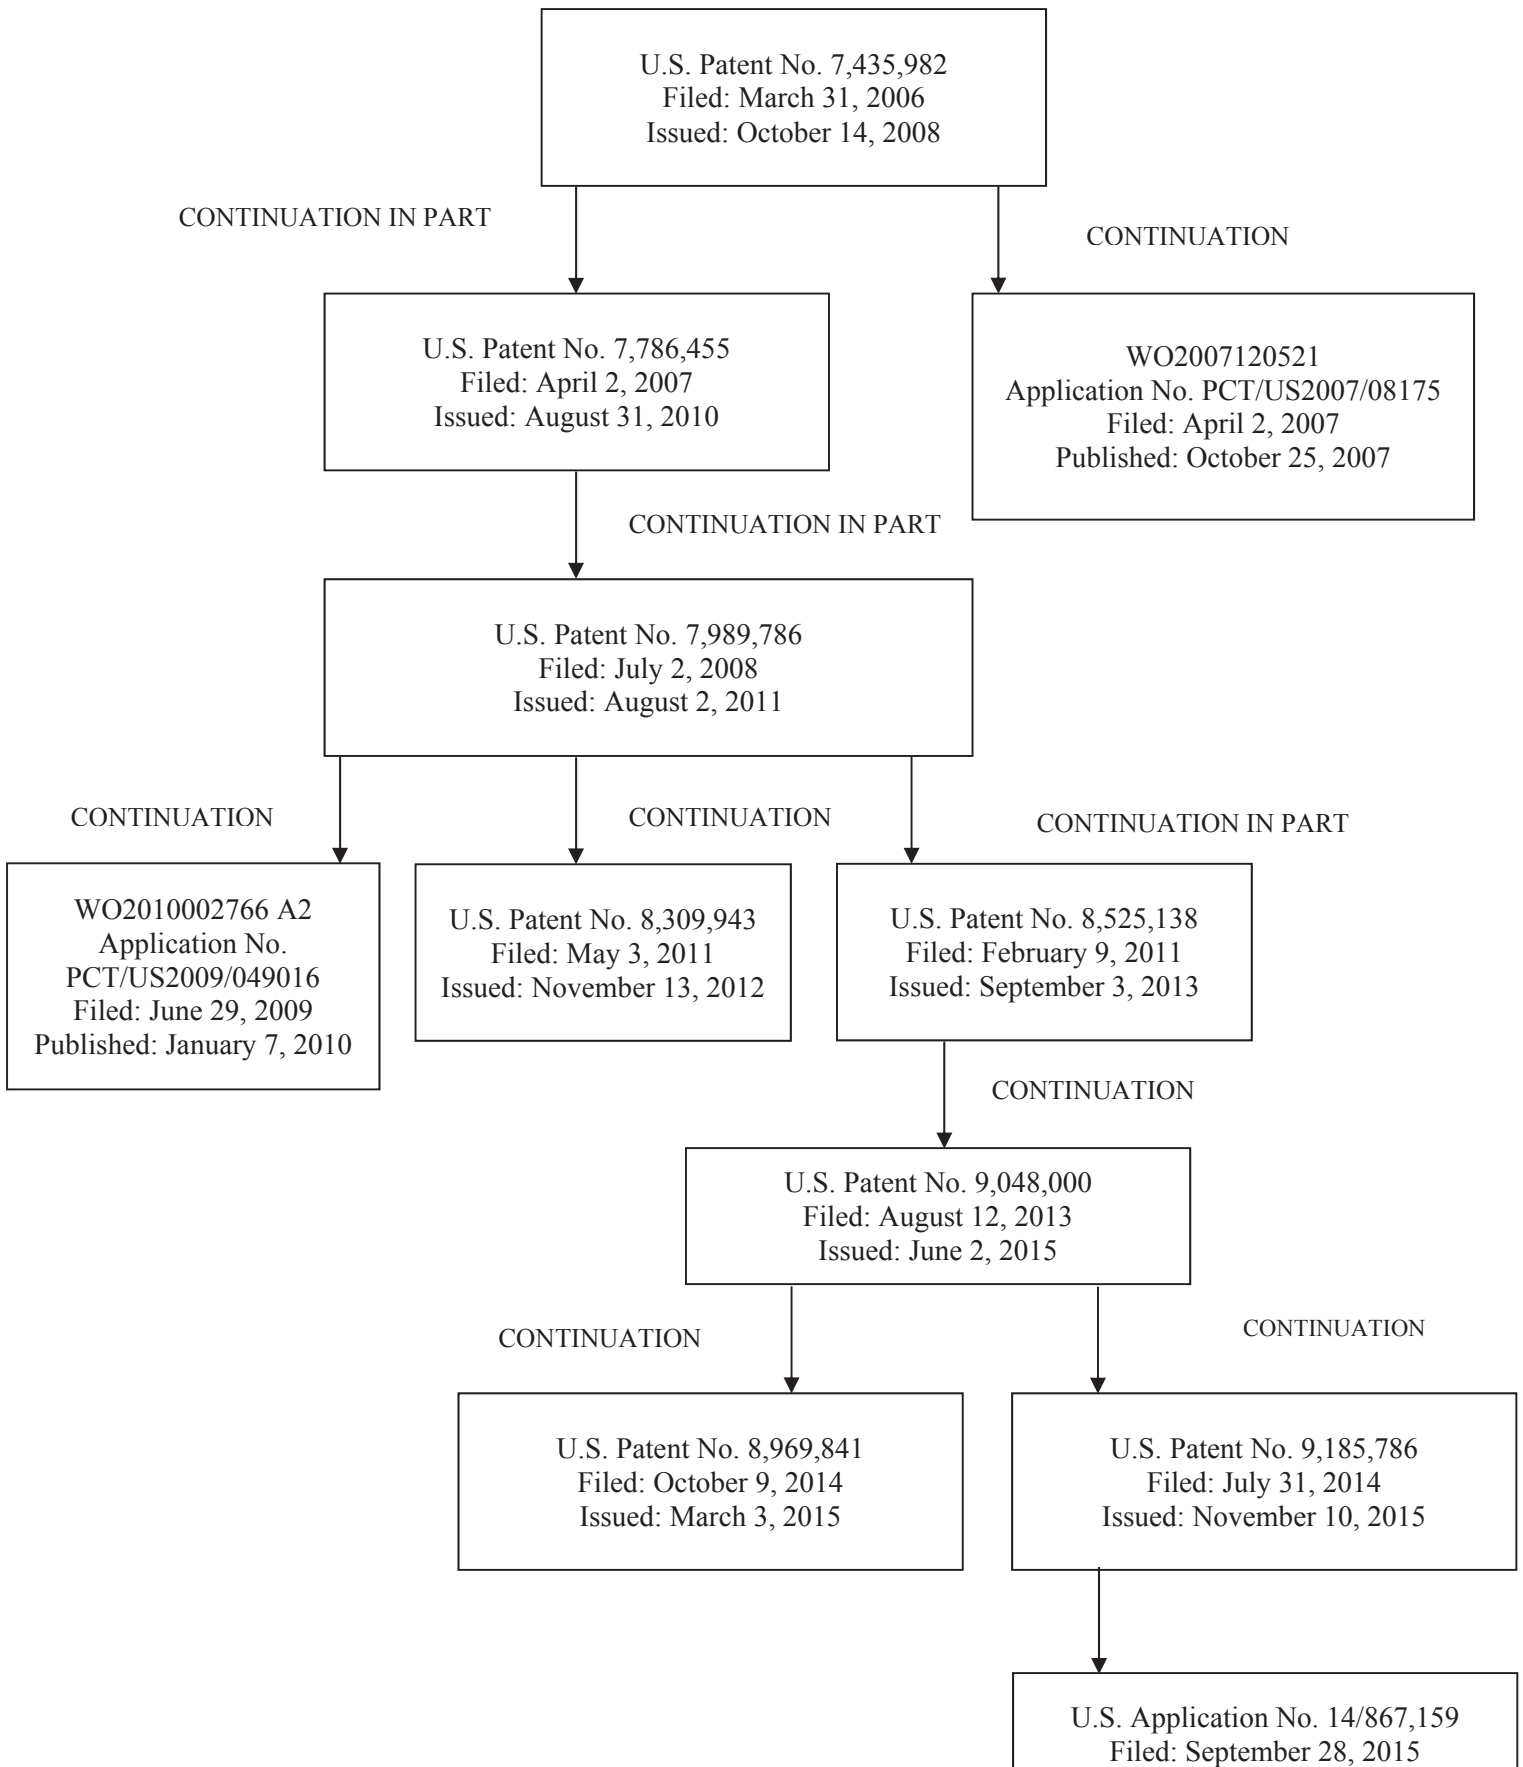 U.S. Patent No. 7,435,982
Filed: March 31, 2006
Issued: October 14, 2008
CONTINUATION IN PART
CONTINUATION
U.S. Patent No. 7,786,455
Filed: April 2, 2007
Issued: August 31, 2010
WO2007120521
Application No. PCT/US2007/08175
Filed: April 2, 2007
Published: October 25, 2007
CONTINUATION IN PART
U.S. Patent No. 7,989,786
Filed: July 2, 2008
Issued: August 2, 2011
CONTINUATION
CONTINUATION
CONTINUATION IN PART
WO2010002766 A2
Application No.
PCT/US2009/049016
Filed: June 29, 2009
Published: January 7, 2010
U.S. Patent No. 8,309,943
Filed: May 3, 2011
Issued: November 13, 2012
U.S. Patent No. 8,525,138
Filed: February 9, 2011
Issued: September 3, 2013
CONTINUATION
U.S. Patent No. 9,048,000
Filed: August 12, 2013
Issued: June 2, 2015
CONTINUATION
CONTINUATION
U.S. Patent No. 8,969,841
Filed: October 9, 2014
Issued: March 3, 2015
U.S. Patent No. 9,185,786
Filed: July 31, 2014
Issued: November 10, 2015
U.S. Application No. 14/867,159
Filed: September 28, 2015